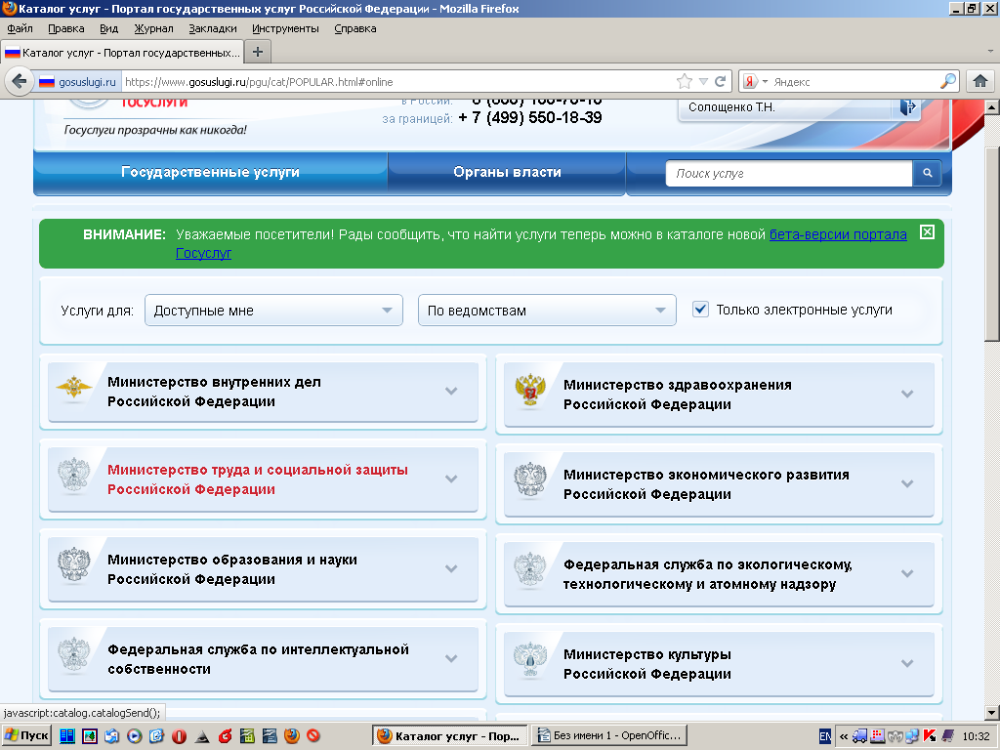 Каталог услуг - Портал государственных услуг Российской Федерации - Mozilla Firefox
Файл Правка Вид Журнал Закладки Инструменты Справка
Каталог услуг - Портал государственных...
gosuslugi.ru https://www.gosuslugi.ru/pgu/cat/POPULAR.html#online Яндекс
ГОСУСЛУГИ
в России:
Солощенко Т.Н.
за границей: + 7 (499) 550-18-39
Госуслуги прозрачны как никогда!
Государственные услуги Органы власти Поиск услуг
ВНИМАНИЕ: Уважаемые посетители! Рады сообщить, что найти услуги теперь можно в каталоге новой бета-версии портала
Госуслуг
Услуги для: Доступные мне По ведомствам Только электронные услуги
Министерство внутренних дел
Российской Федерации
Министерство здравоохранения
Российской Федерации
Министерство труда и социальной защиты
Российской Федерации
Министерство экономического развития
Российской Федерации
Министерство образования и науки
Российской Федерации
Федеральная служба по экологическому,
технологическому и атомному надзору
Федеральная служба по интеллектуальной
собственности
Министерство культуры
Российской Федерации
javascript:catalog.catalogSend();
Пуск Каталог услуг - Пор... Без имени 1 - OpenOffic... EN 10:32